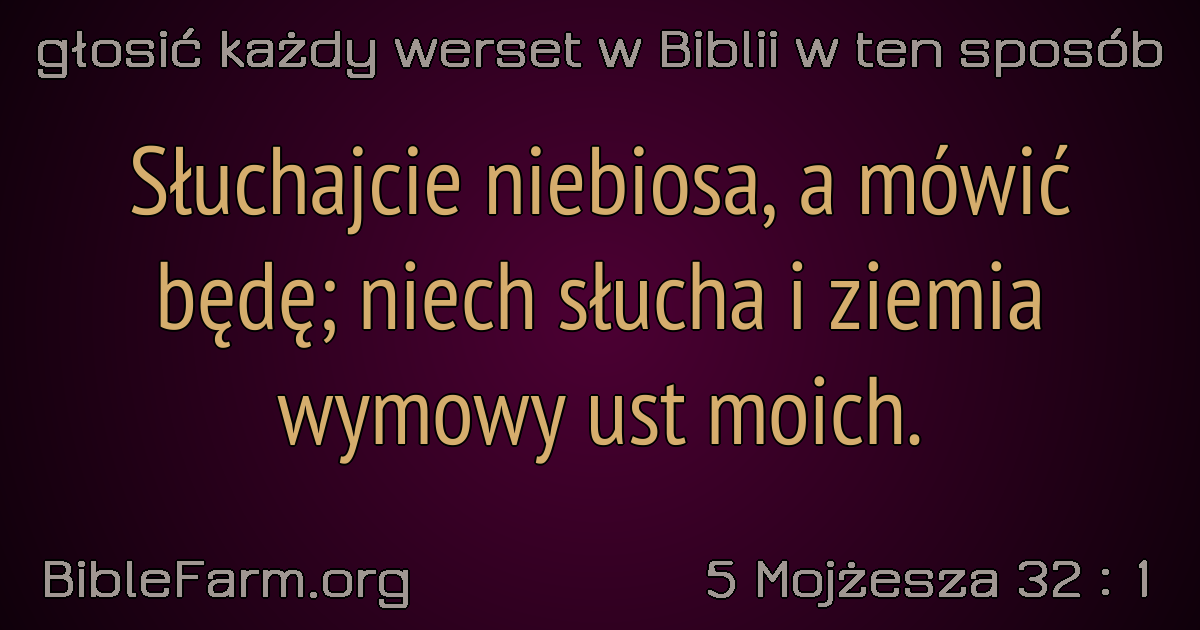 głosić każdy werset w Biblii w ten sposób
Słuchajcie niebiosa, a mówić
będę; niech słucha i ziemia
wymowy ust moich.
BibleFarm.org
5 Mojżesza 32 : 1